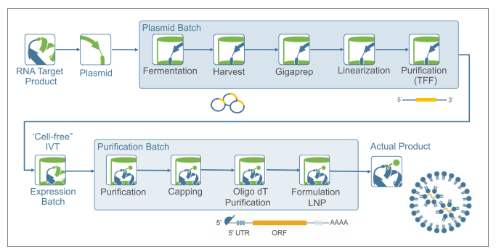 Plasmid Batch
RNA Target
Product
Plasmid
Fermentation
Harvest
Gigaprep
Linearization
Purification
(TFF)
5´
3´
‘Cell-free”
IVT
Expression
Batch
Purification Batch
Purification
Capping
Oligo dT
Purification
Formulation
LNP
Actual Product
5´
AAAA
5´ UTR
ORF